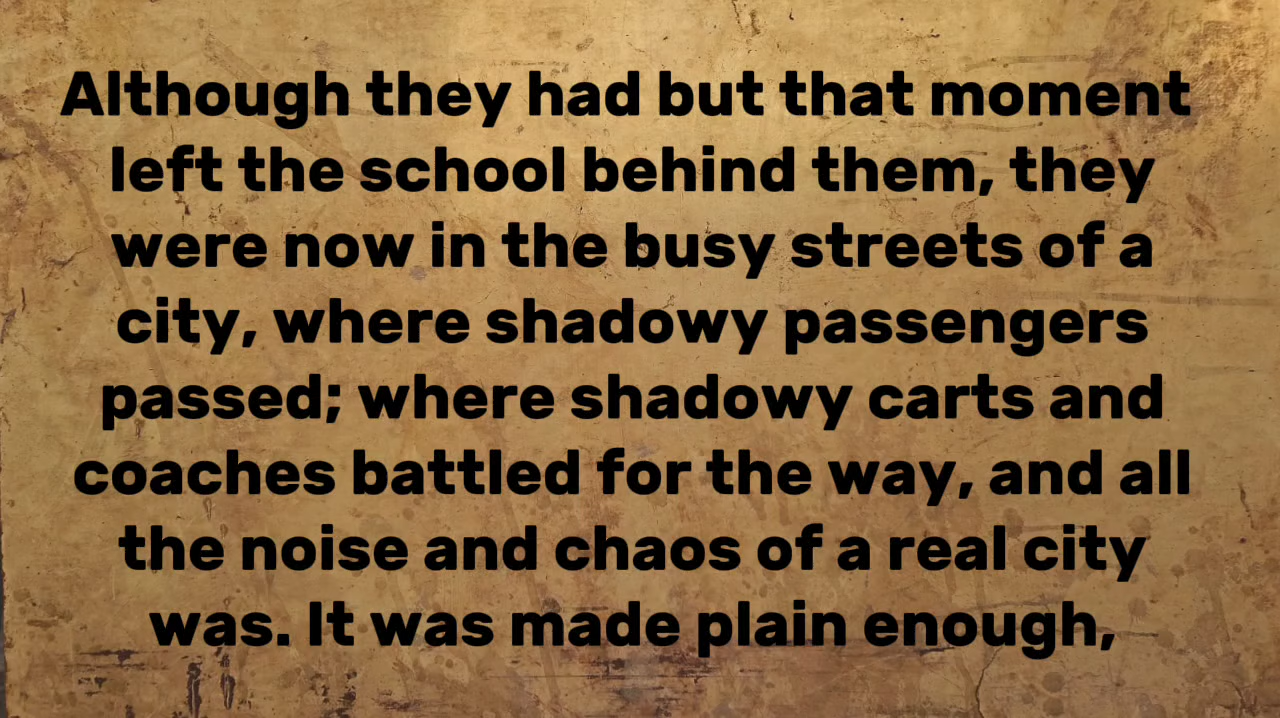 Although they had but that moment
left the school behind them, they
were now in the busy streets of a
city, where shadowy passengers
passed; where shadowy carts and
coaches battled for the way, and all
the noise and chaos of a real city
was. It was made plain enough,